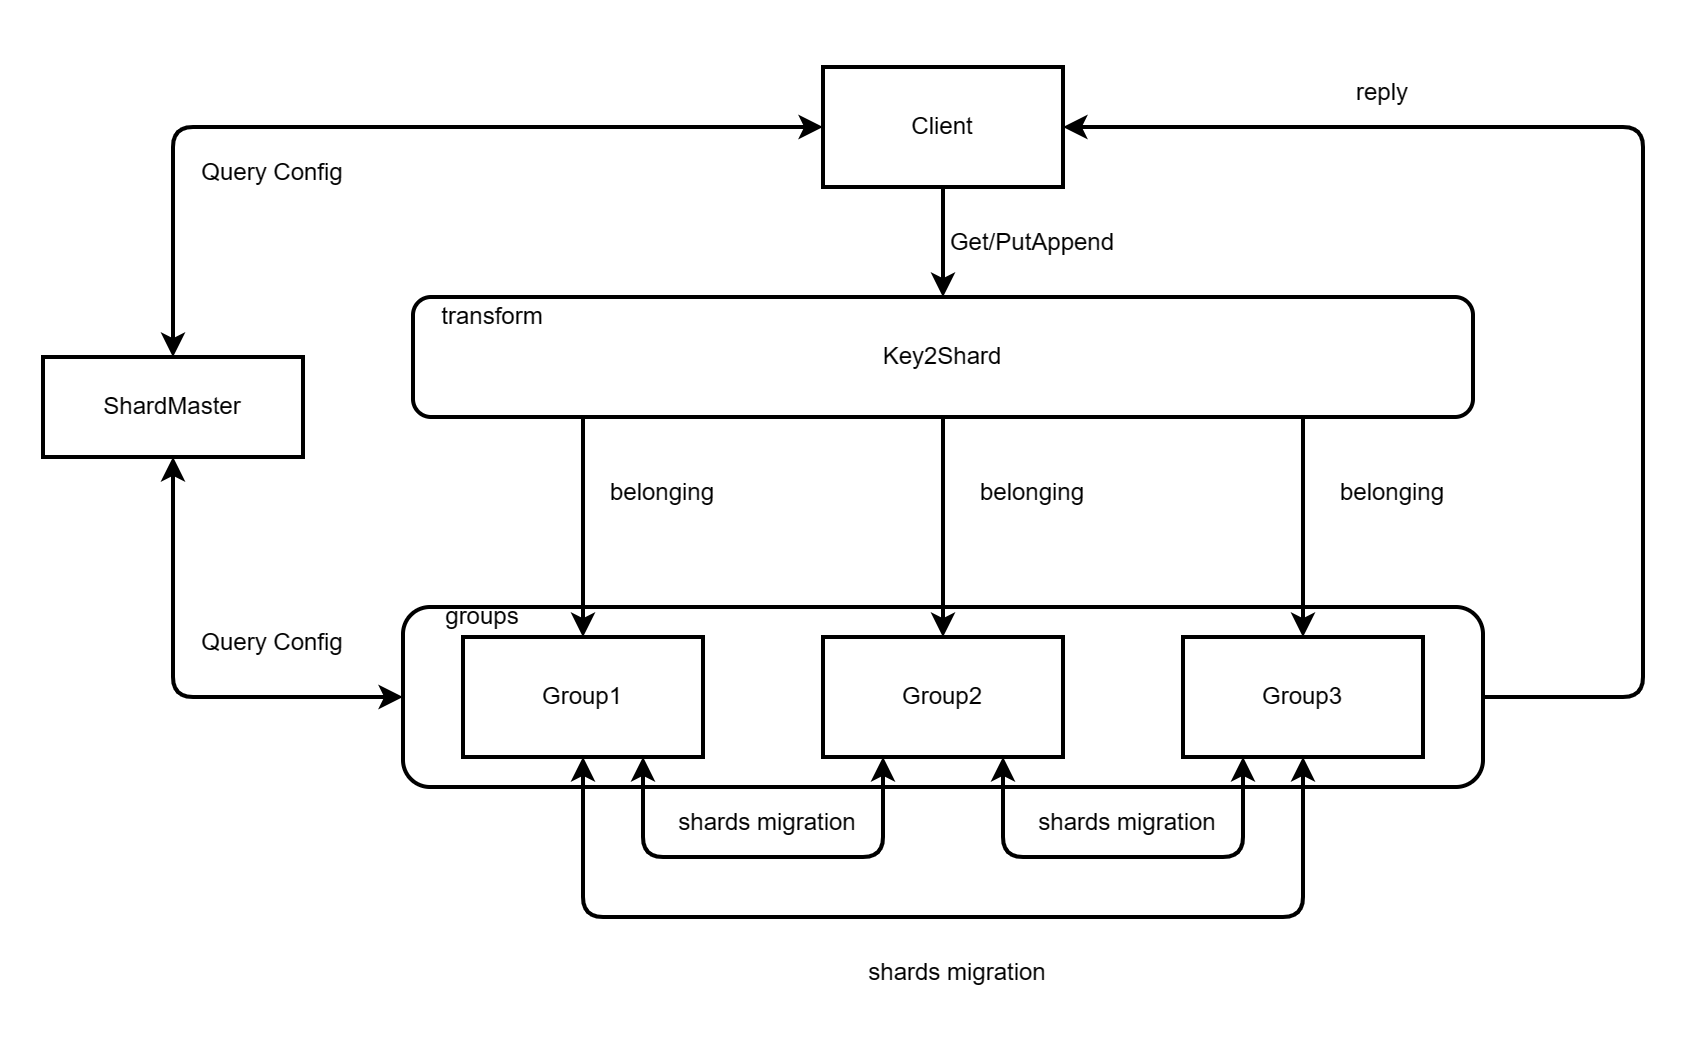 Client
reply
Query Config
Get/PutAppend
transform
Key2Shard
ShardMaster
belonging
belonging
belonging
groups
Query Config
Group1
Group2
Group3
shards migration
shards migration
shards migration